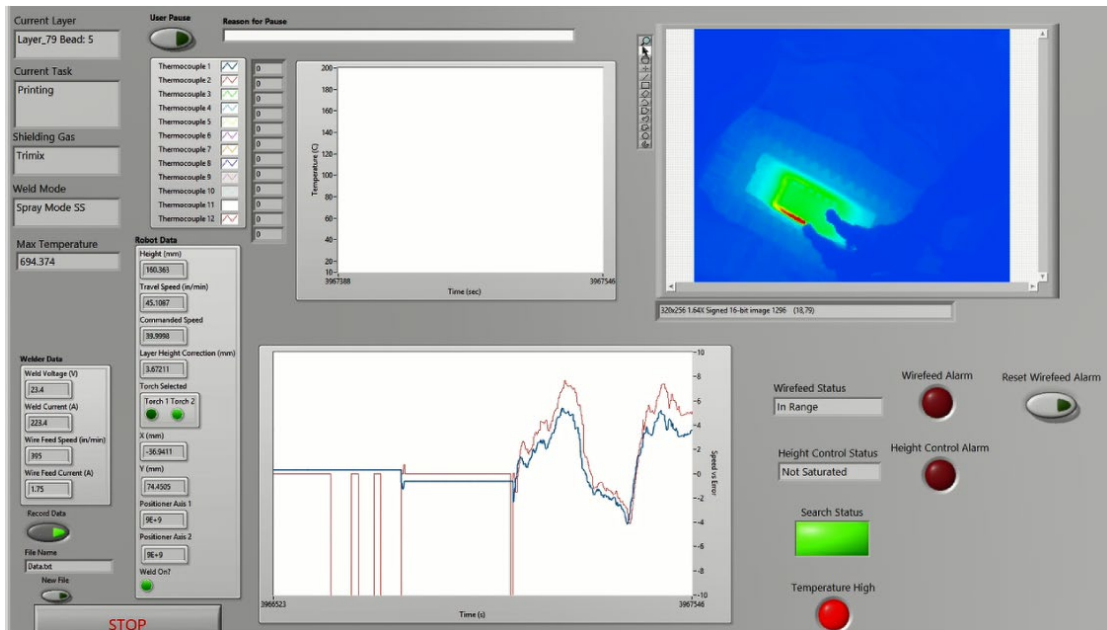 Current Layer
Layer_79 Bead: 5
Current Task
Printing
Shielding Gas
Trimix
Weld Mode
Spray Mode SS
Max Temperature
694.374
User Pause
Reason for Pause
Thermocouple 1
0
Thermocouple 2
0
Thermocouple 3
0
Thermocouple 4
0
Thermocouple 5
0
Thermocouple 6
0
Thermocouple 7
0
Thermocouple 8
0
Thermocouple 9
0
Thermocouple 10
0
Thermocouple 11
0
Thermocouple 12
0
Temperature (C)
200-
180-
160-
140-
120-
100-
80-
60-
40-
20-
10-
3967388
3967546
Time (sec)
320x256 1.64X Signed 16-bit image 1296 (18,79)
Robot Data
Height (mm)
160.363
Travel Speed (in/min)
45.1087
Commanded Speed
39.9998
Layer Height Correction (mm)
3.67211
Torch Selected
Torch 1 Torch 2
X (mm)
-36.9411
Y (mm)
74.4505
Positioner Axis 1
9E+9
Positioner Axis 2
9E+9
Weld On?
Welder Data
Weld Voltage (V)
23.4
Weld Current (A)
223.4
Wire Feed Speed (in/min)
395
Wire Feed Current (A)
1.75
Record Data
File Name
Data.txt
New File
STOP
-10
-8
-6
-4
-2
-0
--2
--4
--6
--8
--10
Speed vs Error
3966523
3967546
Time (s)
Wirefeed Status
In Range
Wirefeed Alarm
Reset Wirefeed Alarm
Height Control Status
Not Saturated
Height Control Alarm
Search Status
Temperature High